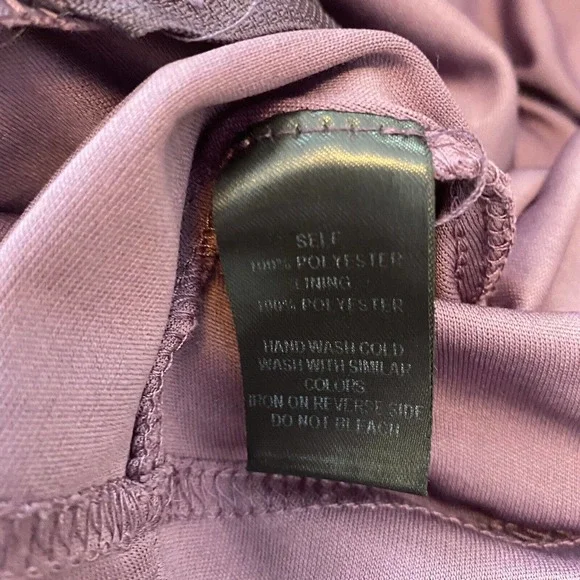 SELF
100% POLYESTER
LINING
100% POLYESTER
HAND WASH COLD
WASH WITH SIMILAR
COLORS
IRON ON REVERSE SIDE
DO NOT BLEACH